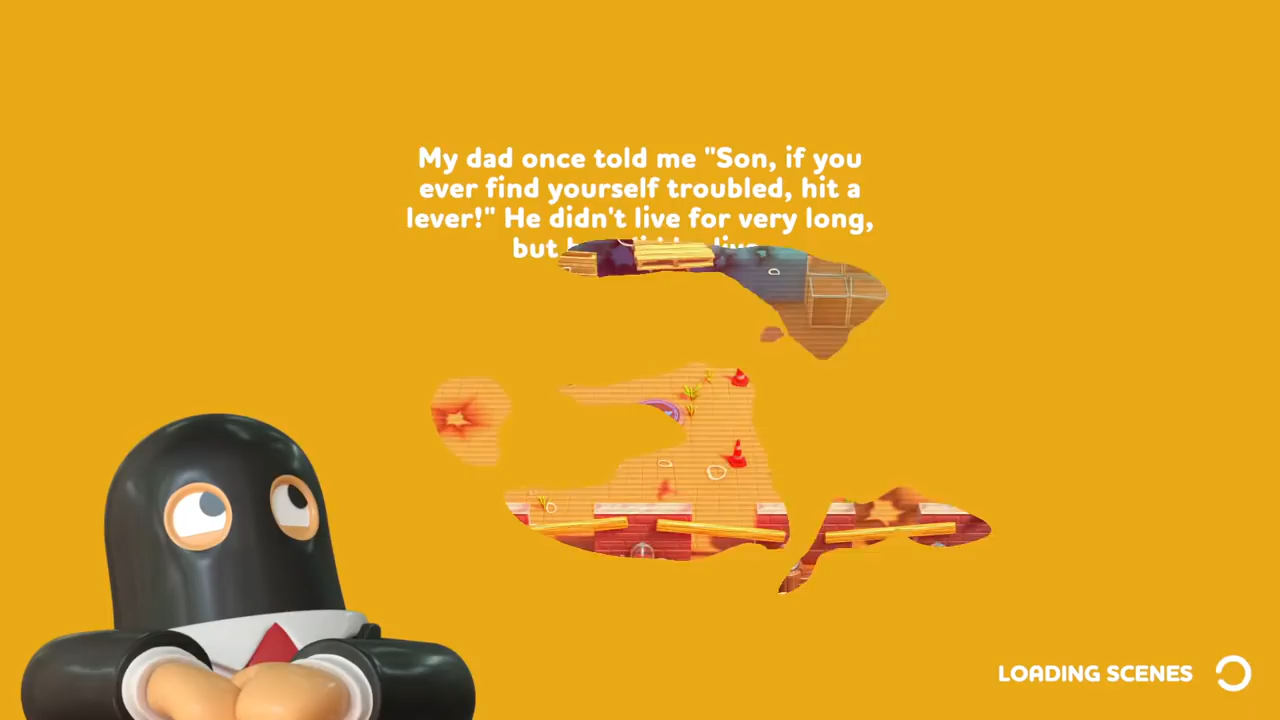 My dad once told me "Son, if you
ever find yourself troubled, hit a
lever!" He didn't live for very long,
but
LOADING SCENES